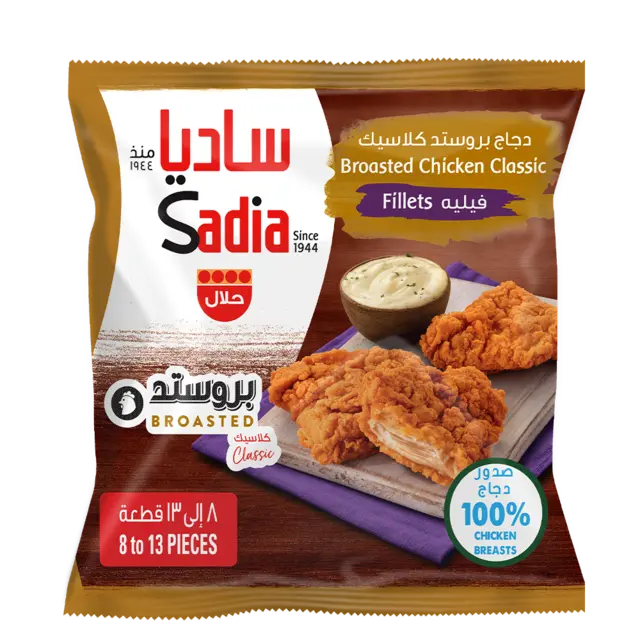 ساديا
منذ
١٩٤٤
Sadia
Since
1944
حلال
دجاج بروستد كلاسيك
Broasted Chicken Classic
Fillets فيليه
بروستد
BROASTED
كلاسيك
Classic
٨ إلى ١٣ قطعة
8 to 13 PIECES
صدور
دجاج
100%
CHICKEN
BREASTS